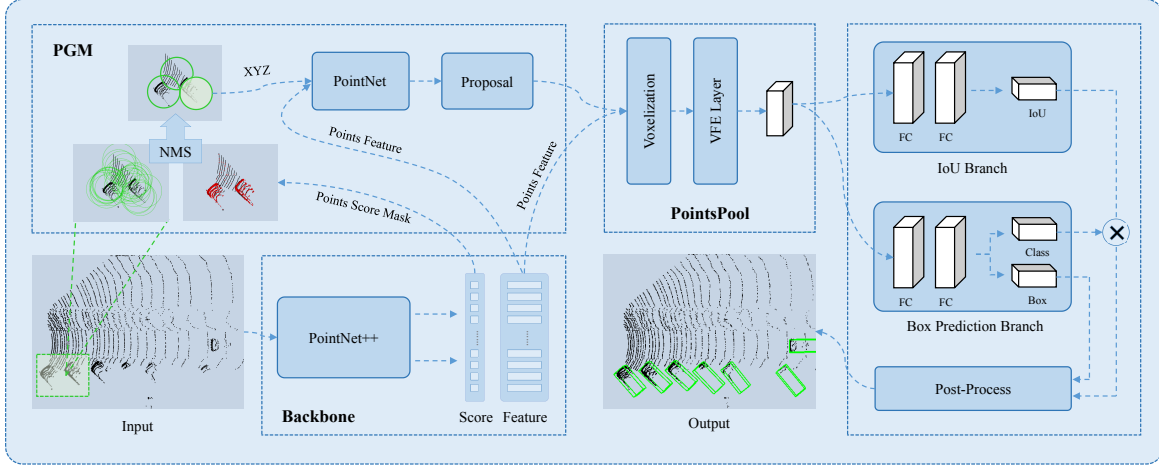 PGM
XYZ
PointNet
Proposal
NMS
Points Feature
Points Score Mask
Points Feature
Voxelization
VFE Layer
PointsPool
FC
FC
IoU
IoU Branch
FC
FC
Class
Box
Box Prediction Branch
PointNet++
Backbone
Score
Feature
Input
Output
Post-Process